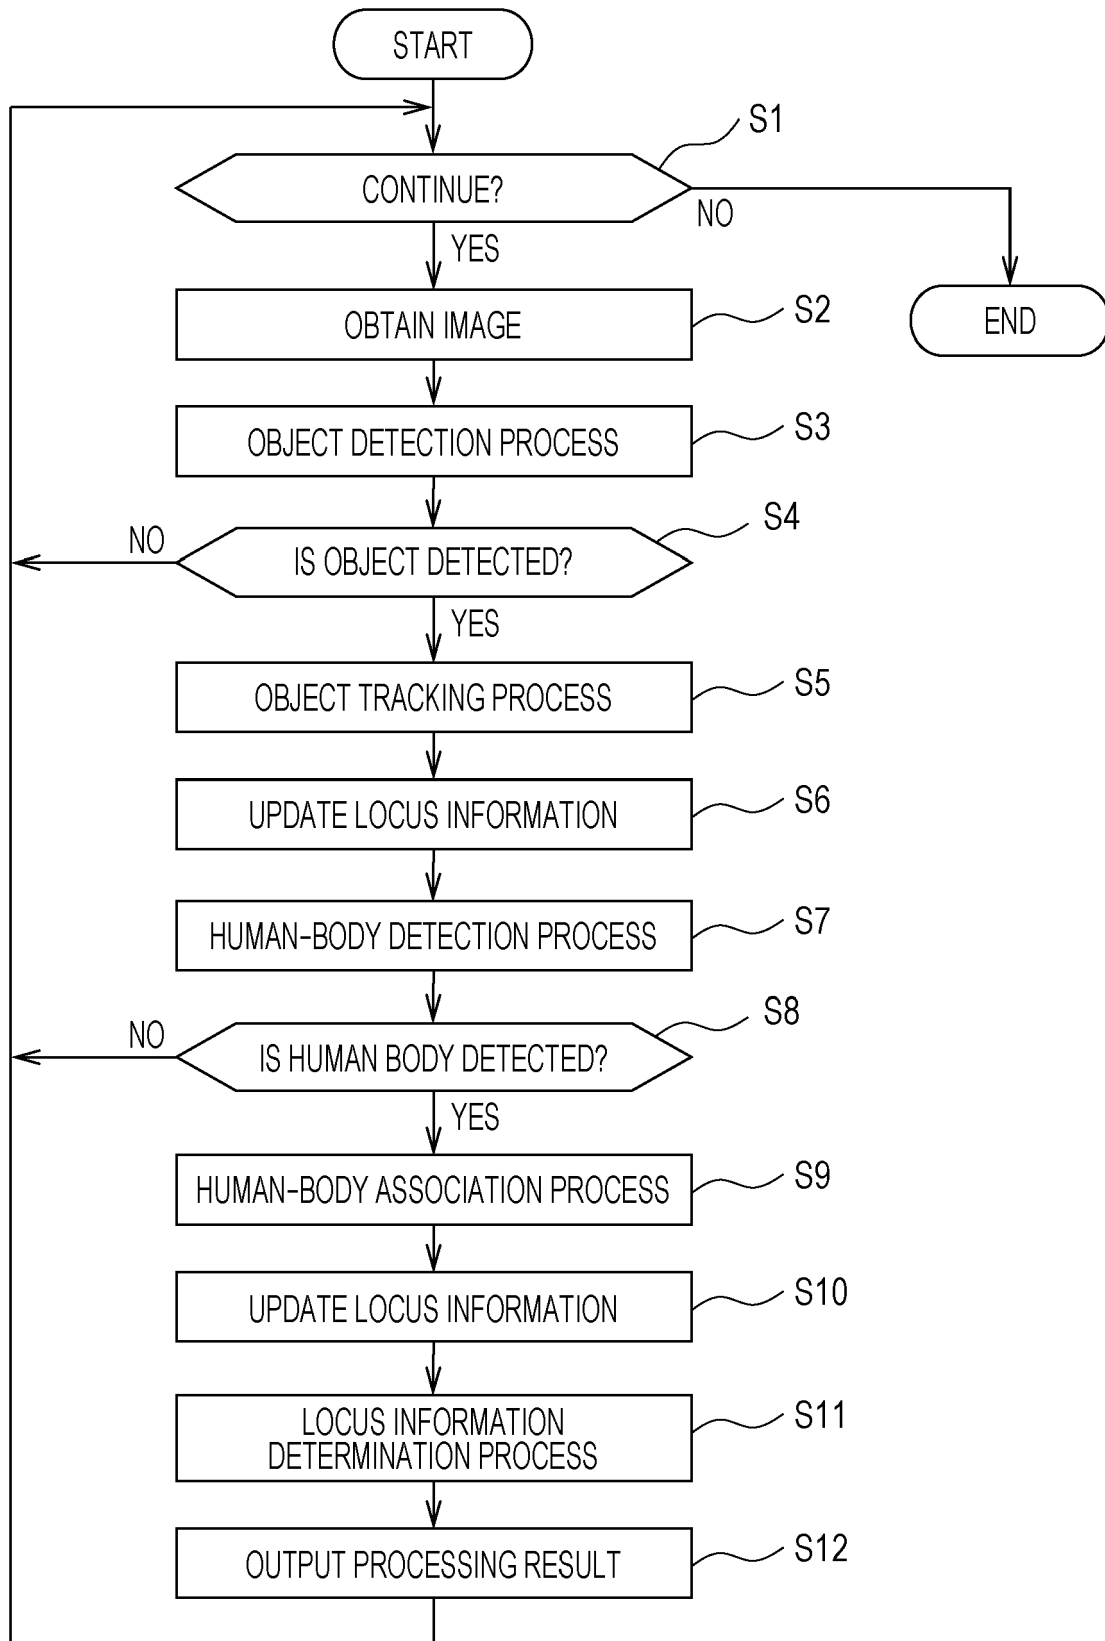 START
S1
CONTINUE?
NO
YES
S2
OBTAIN IMAGE
END
S3
OBJECT DETECTION PROCESS
S4
NO
IS OBJECT DETECTED?
YES
S5
OBJECT TRACKING PROCESS
S6
UPDATE LOCUS INFORMATION
S7
HUMAN-BODY DETECTION PROCESS
S8
NO
IS HUMAN BODY DETECTED?
YES
S9
HUMAN-BODY ASSOCIATION PROCESS
S10
UPDATE LOCUS INFORMATION
S11
LOCUS INFORMATION
DETERMINATION PROCESS
S12
OUTPUT PROCESSING RESULT